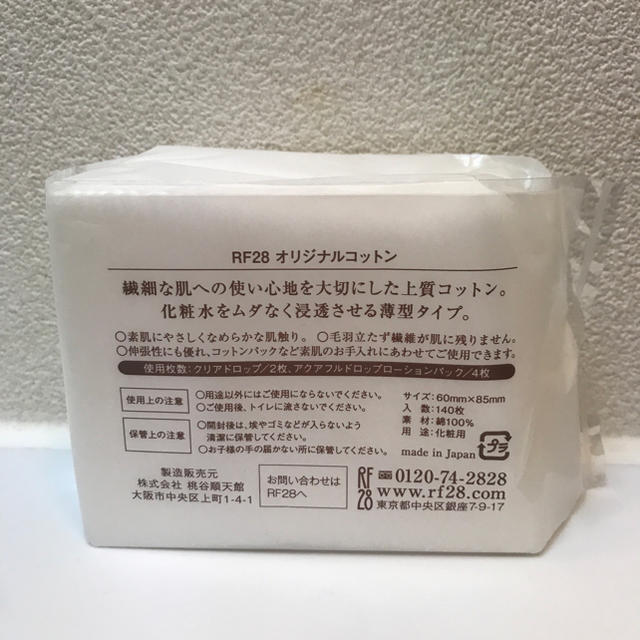 RF28 オリジナルコットン
繊細な肌への使い心地を大切にした上質コットン。
化粧水をムダなく浸透させる薄型タイプ。
○素肌にやさしくなめらかな肌触り。○毛羽立たず繊維が肌に残りません。
○伸張性にも優れ、コットンパックなど素肌のお手入れにあわせてご使用できます。
使用枚数:クリアドロップ/2枚、アクアフルドロップローションパック/4枚
使用上の注意
○用途以外にはご使用にならないでください。
○ご使用後、トイレに流さないでください。
保管上の注意
○開封後は、埃やゴミなどが入らないよう
清潔に保管してください。
○お子様の手の届かない所に保管してください。
サイズ:60mm×85mm
入 数:140枚
素 材:綿100%
用 途:化粧用
made in Japan
プラ
製造販売元
株式会社 桃谷順天館
大阪市中央区上町1-4-1
お問い合わせは
RF28へ
RF
28
0120-74-2828
www.rf28.com
東京都中央区銀座7-9-17